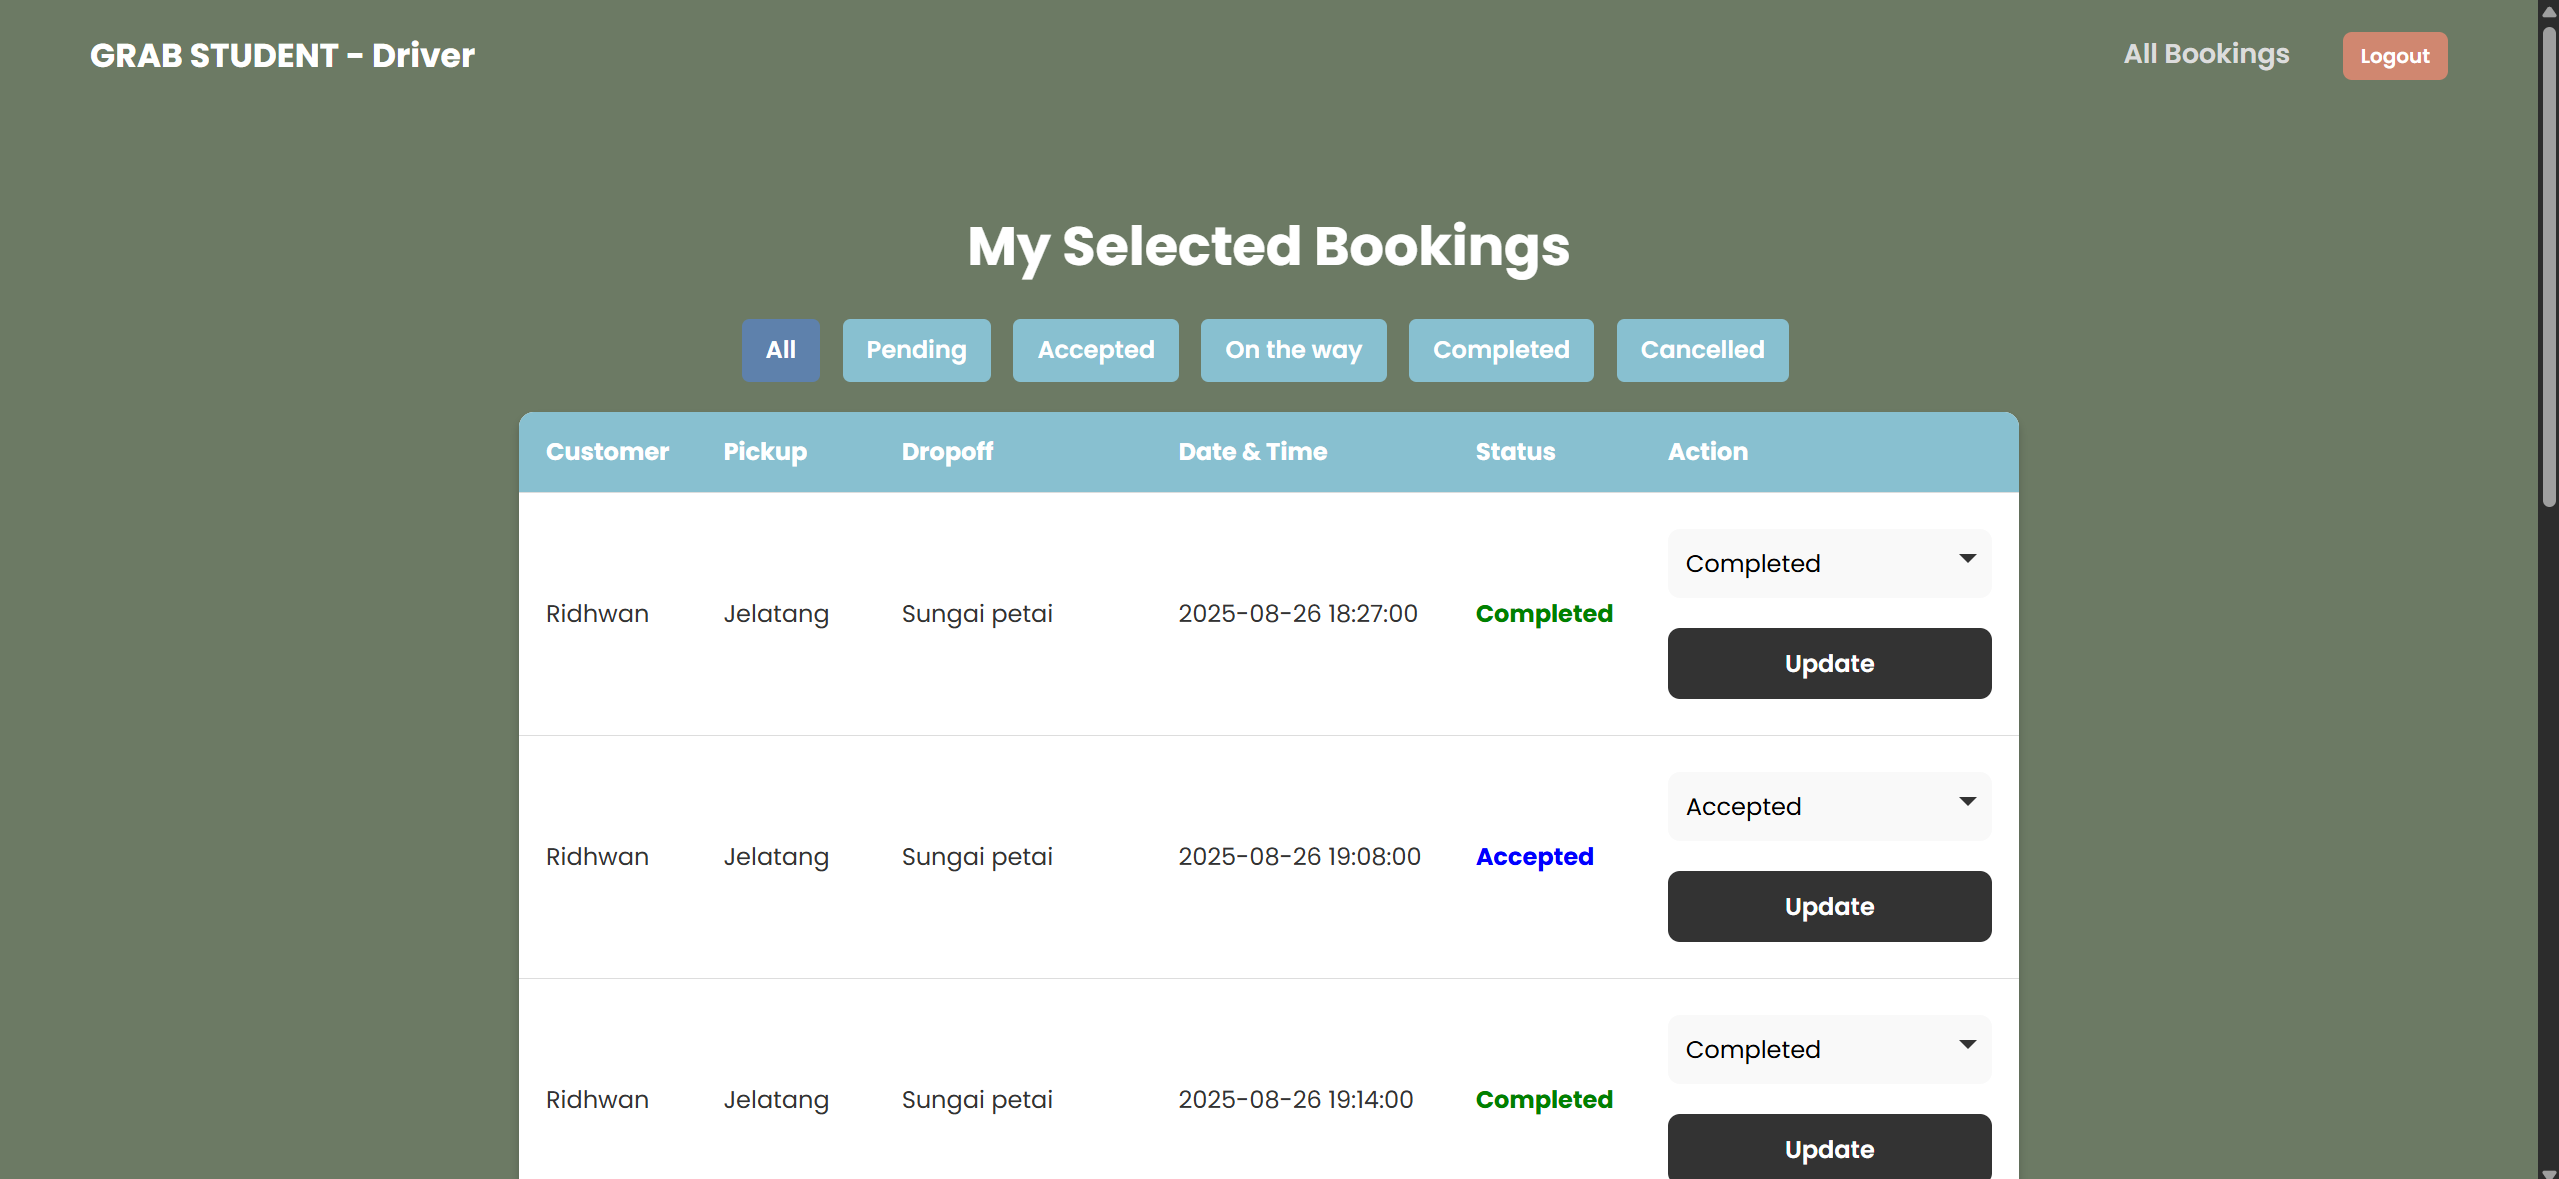 GRAB STUDENT - Driver
All Bookings
Logout
My Selected Bookings
All
Pending
Accepted
On the way
Completed
Cancelled
Customer Pickup Dropoff Date & Time Status Action
Completed
Ridhwan Jelatang Sungai petai 2025-08-26 18:27:00 Completed
Update
Accepted
Ridhwan Jelatang Sungai petai 2025-08-26 19:08:00 Accepted
Update
Completed
Ridhwan Jelatang Sungai petai 2025-08-26 19:14:00 Completed
Update